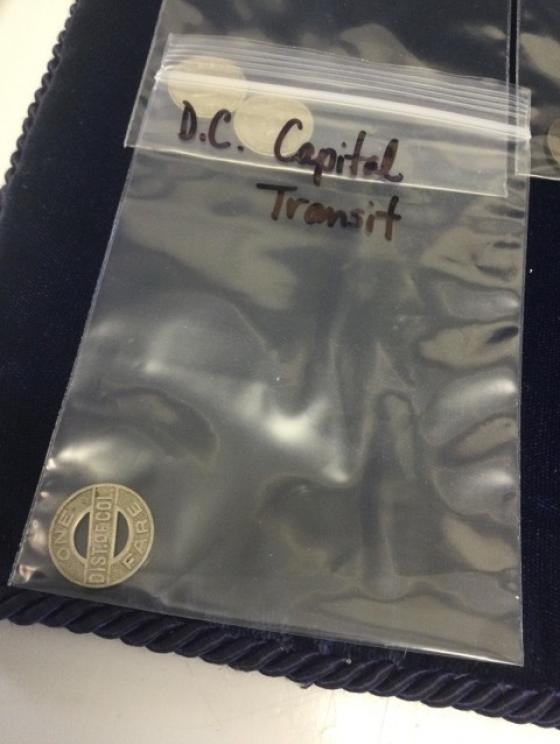 D.C. Capital
Transit
ONE
DIST.OF COL.
FARE